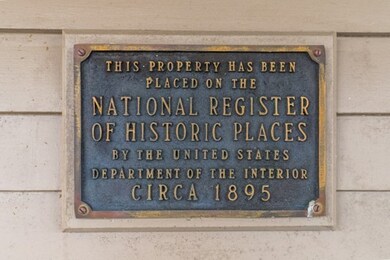 THIS PROPERTY HAS BEEN
PLACED ON THE
NATIONAL REGISTER
OF HISTORIC PLACES
BY THE UNITED STATES
DEPARTMENT OF THE INTERIOR
CIRCA 1895